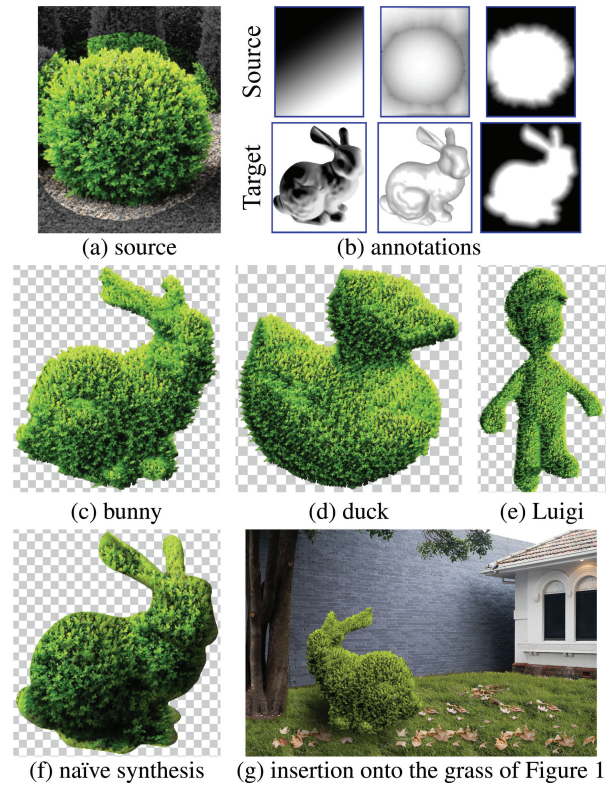 Source
Target
(a) source
(b) annotations
(c) bunny
(d) duck
(e) Luigi
(f) naïve synthesis
(g) insertion onto the grass of Figure 1